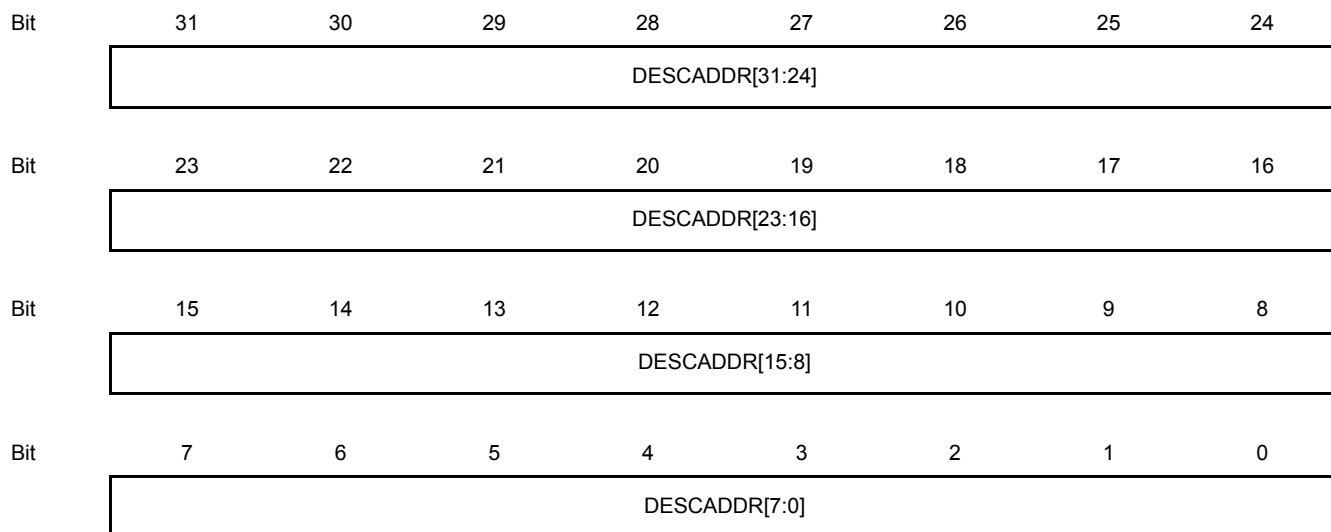 Bit 31 30 29 28 27 26 25 24
DESCADDR[31:24]
Bit 23 22 21 20 19 18 17 16
DESCADDR[23:16]
Bit 15 14 13 12 11 10 9 8
DESCADDR[15:8]
Bit 7 6 5 4 3 2 1 0
DESCADDR[7:0]